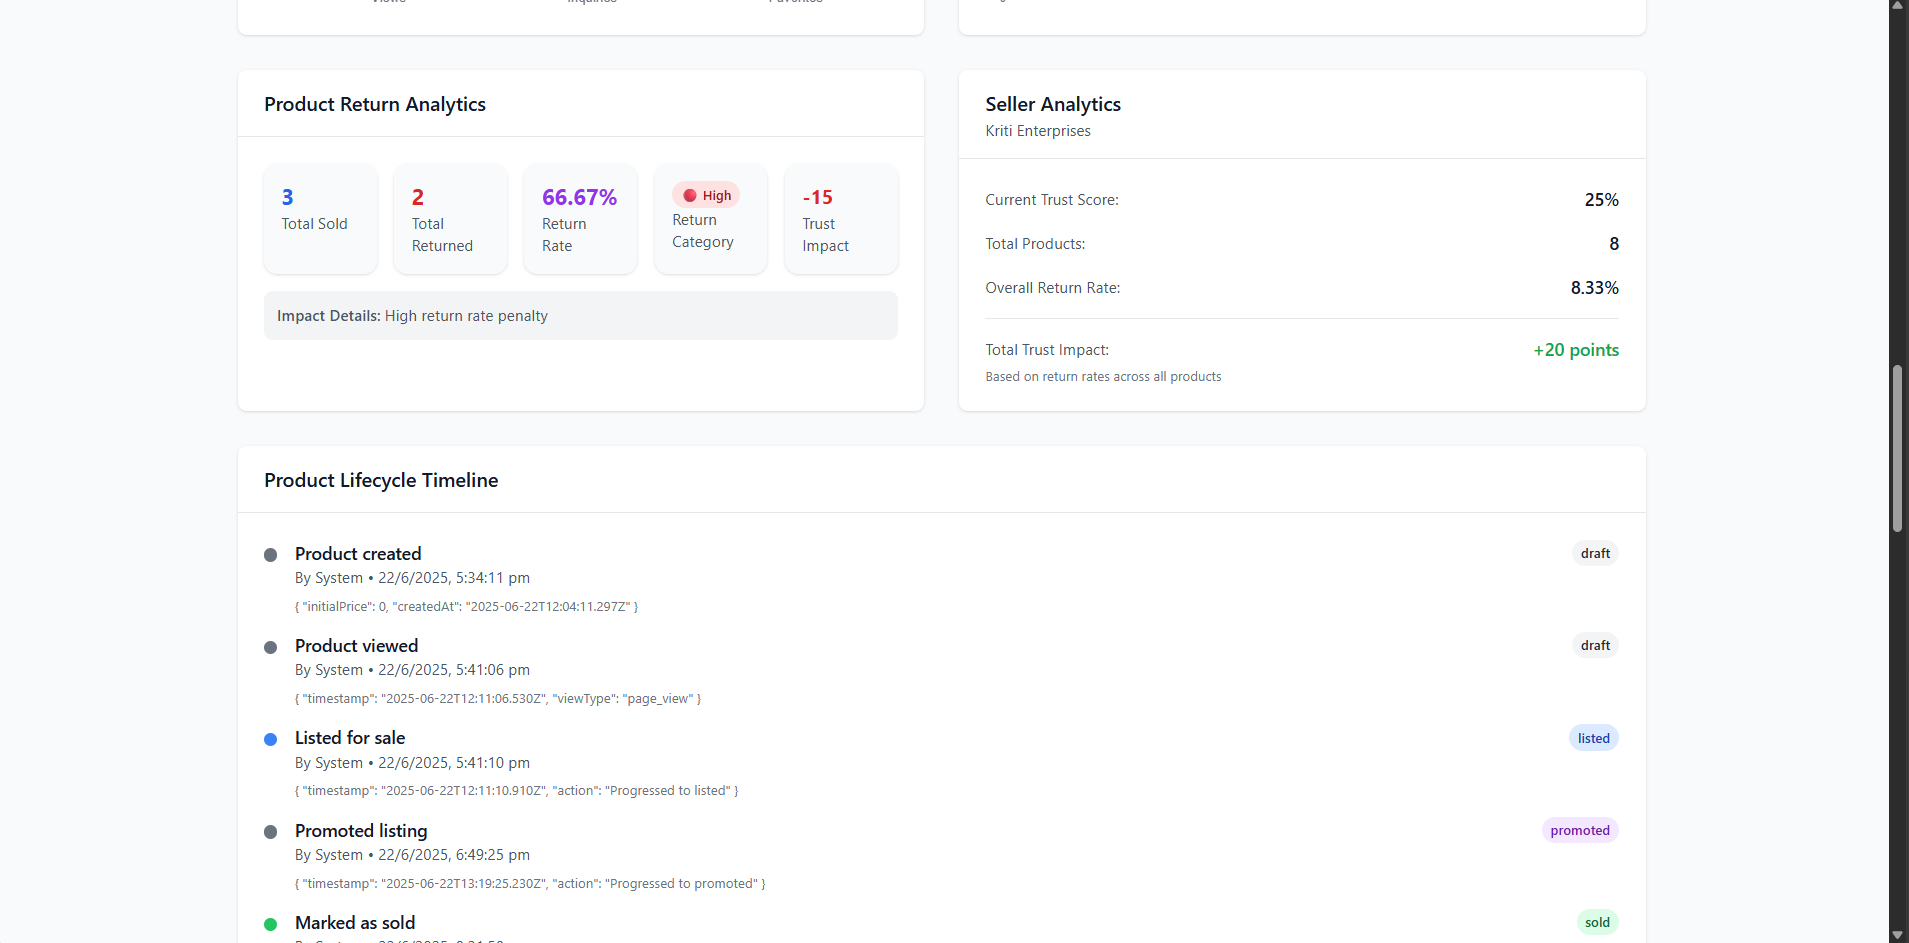 Product Return Analytics
3
Total Sold
2
Total
Returned
66.67%
Return
Rate
High
Return
Category
-15
Trust
Impact
Impact Details: High return rate penalty
Seller Analytics
Kriti Enterprises
Current Trust Score: 25%
Total Products: 8
Overall Return Rate: 8.33%
Total Trust Impact: +20 points
Based on return rates across all products
Product Lifecycle Timeline
Product created draft
By System • 22/6/2025, 5:34:11 pm
{ "initialPrice": 0, "createdAt": "2025-06-22T12:04:11.297Z" }
Product viewed draft
By System • 22/6/2025, 5:41:06 pm
{ "timestamp": "2025-06-22T12:11:06.530Z", "viewType": "page_view" }
Listed for sale listed
By System • 22/6/2025, 5:41:10 pm
{ "timestamp": "2025-06-22T12:11:10.910Z", "action": "Progressed to listed" }
Promoted listing promoted
By System • 22/6/2025, 6:49:25 pm
{ "timestamp": "2025-06-22T13:19:25.230Z", "action": "Progressed to promoted" }
Marked as sold sold